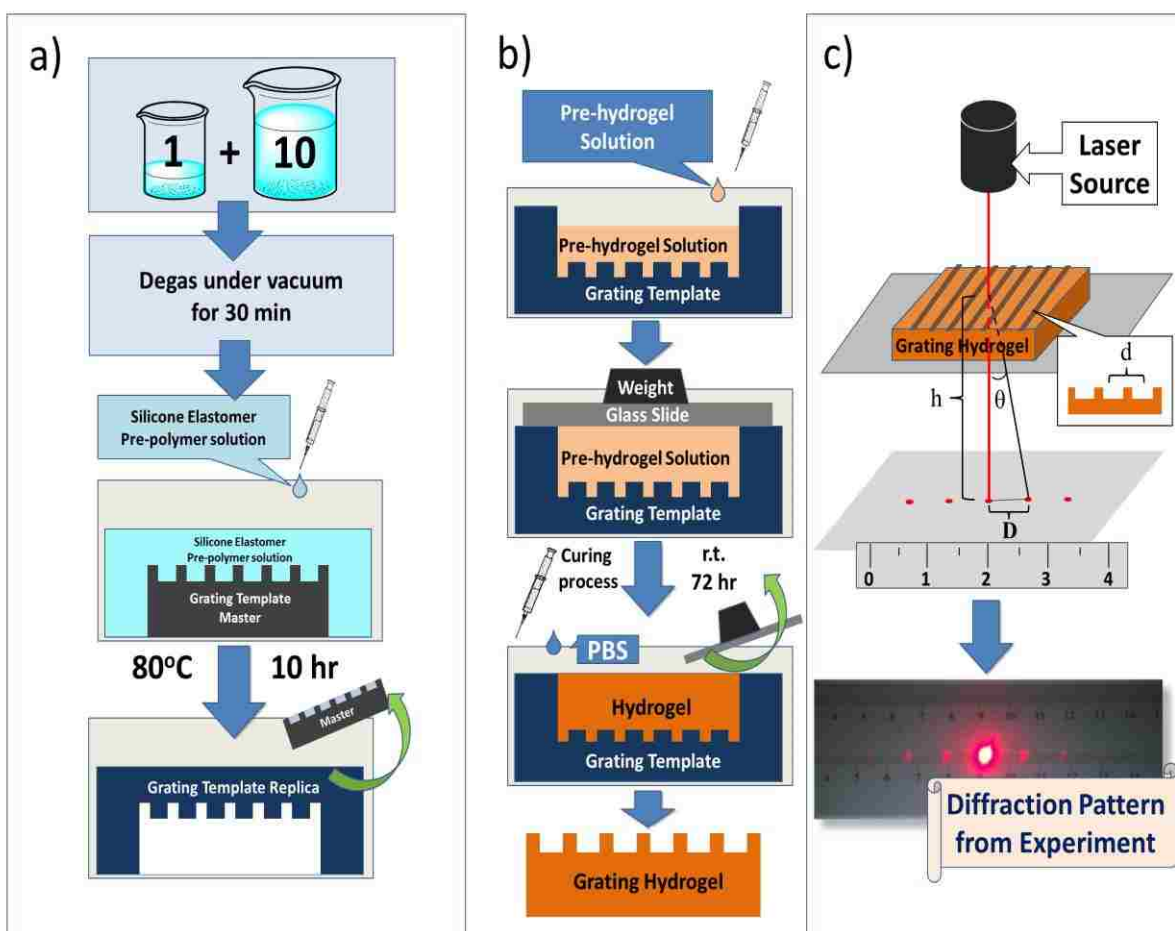 a)
1 + 10
Degas under vacuum
for 30 min
Silicone Elastomer
Pre-polymer solution
Silicone Elastomer
Pre-polymer solution
Grating Template
Master
80°C 10 hr
Master
Grating Template Replica
b)
Pre-hydrogel
Solution
Pre-hydrogel Solution
Grating Template
Weight
Glass Slide
Pre-hydrogel Solution
Grating Template
Curing
process
r.t.
72 hr
PBS
Hydrogel
Grating Template
Grating Hydrogel
c)
Laser
Source
Grating Hydrogel
d
h
θ
D
0 1 2 3 4
Diffraction Pattern
from Experiment